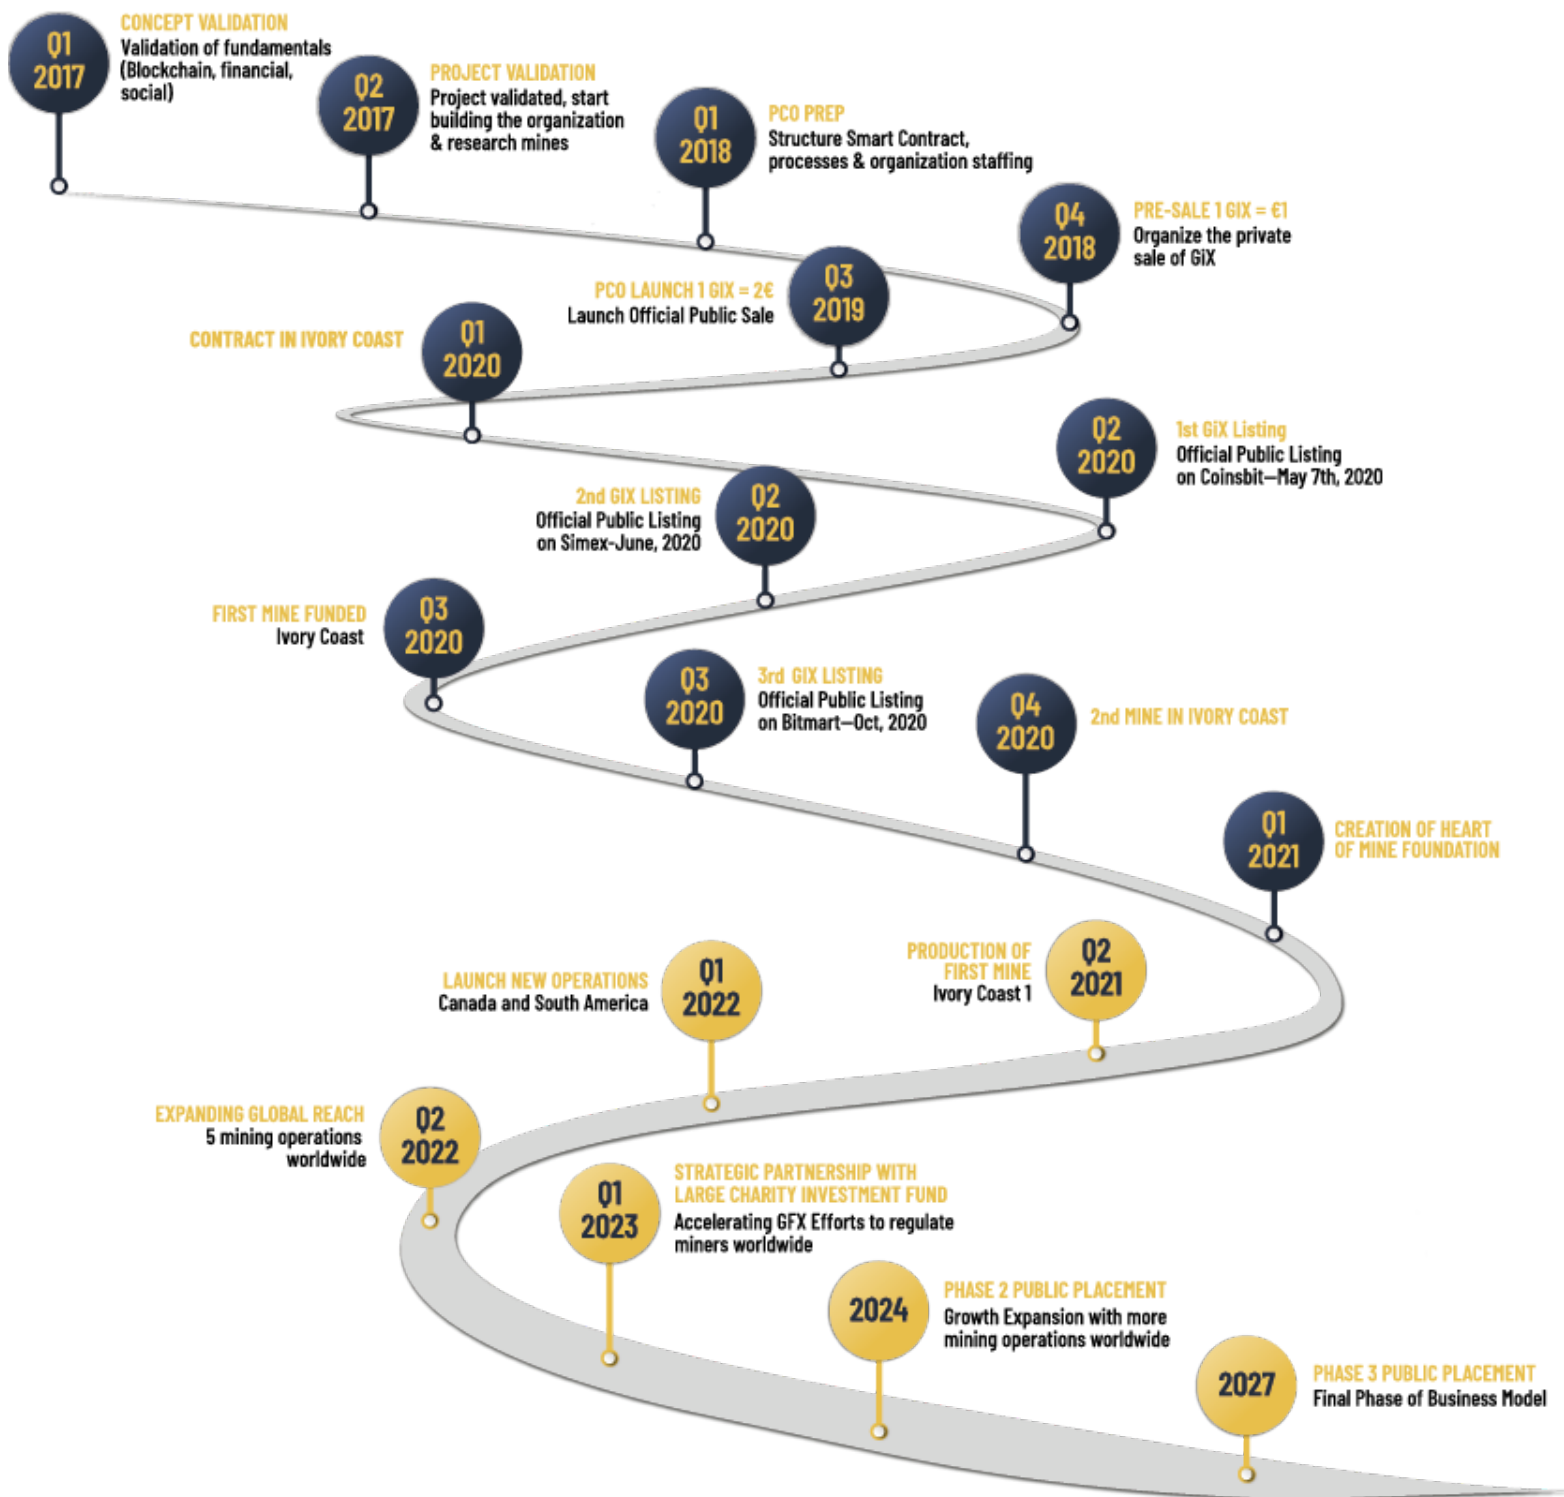 Q1
2017
CONCEPT VALIDATION
Validation of fundamentals
(Blockchain, financial,
social)
Q2
2017
PROJECT VALIDATION
Project validated, start
building the organization
& research mines
Q1
2018
PCO PREP
Structure Smart Contract,
processes & organization staffing
Q4
2018
PRE-SALE 1 GIX = €1
Organize the private
sale of GiX
PCO LAUNCH 1 GIX = 2€
Launch Official Public Sale
Q3
2019
CONTRACT IN IVORY COAST
Q1
2020
Q2
2020
1st GiX Listing
Official Public Listing
on Coinsbit—May 7th, 2020
2nd GIX LISTING
Official Public Listing
on Simex-June, 2020
Q2
2020
FIRST MINE FUNDED
Ivory Coast
Q3
2020
Q3
2020
3rd GIX LISTING
Official Public Listing
on Bitmart—Oct, 2020
Q4
2020
2nd MINE IN IVORY COAST
Q1
2021
CREATION OF HEART
OF MINE FOUNDATION
PRODUCTION OF
FIRST MINE
Ivory Coast 1
Q2
2021
LAUNCH NEW OPERATIONS
Canada and South America
Q1
2022
EXPANDING GLOBAL REACH
5 mining operations
worldwide
Q2
2022
Q1
2023
STRATEGIC PARTNERSHIP WITH
LARGE CHARITY INVESTMENT FUND
Accelerating GFX Efforts to regulate
miners worldwide
2024
PHASE 2 PUBLIC PLACEMENT
Growth Expansion with more
mining operations worldwide
2027
PHASE 3 PUBLIC PLACEMENT
Final Phase of Business Model